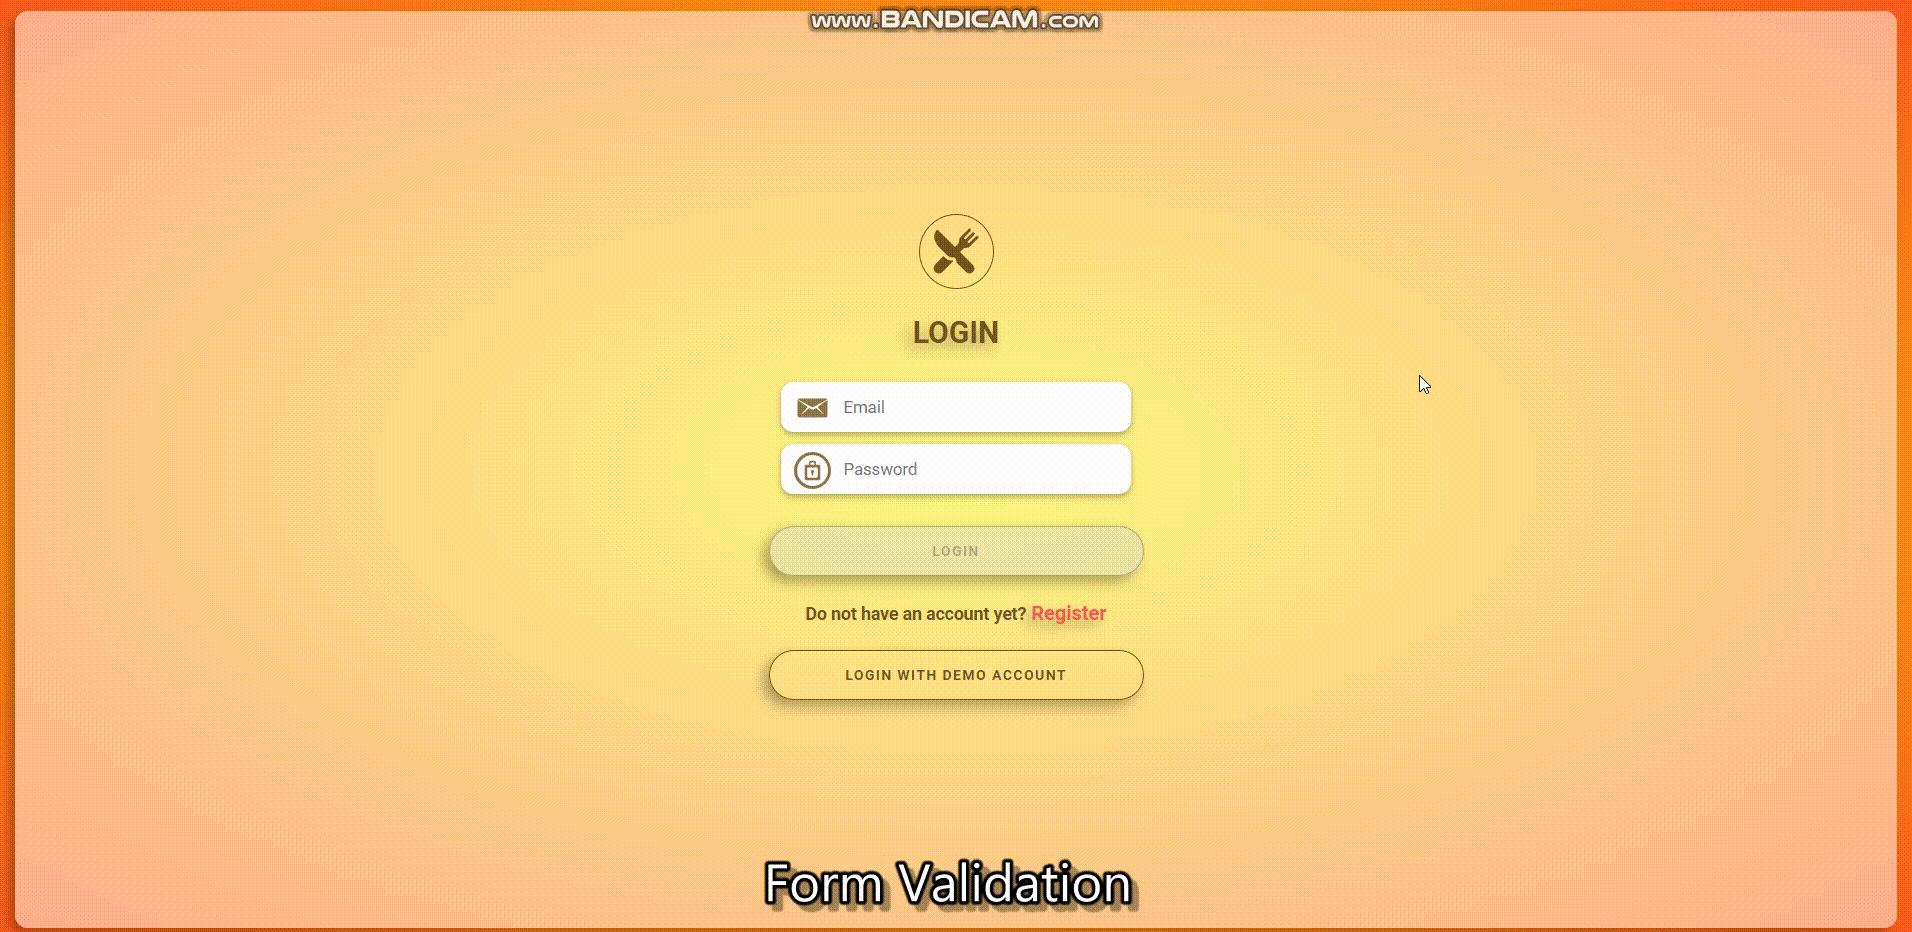 www.BANDICAM.com
LOGIN
Email
Password
LOGIN
Do not have an account yet? Register
LOGIN WITH DEMO ACCOUNT
Form Validation